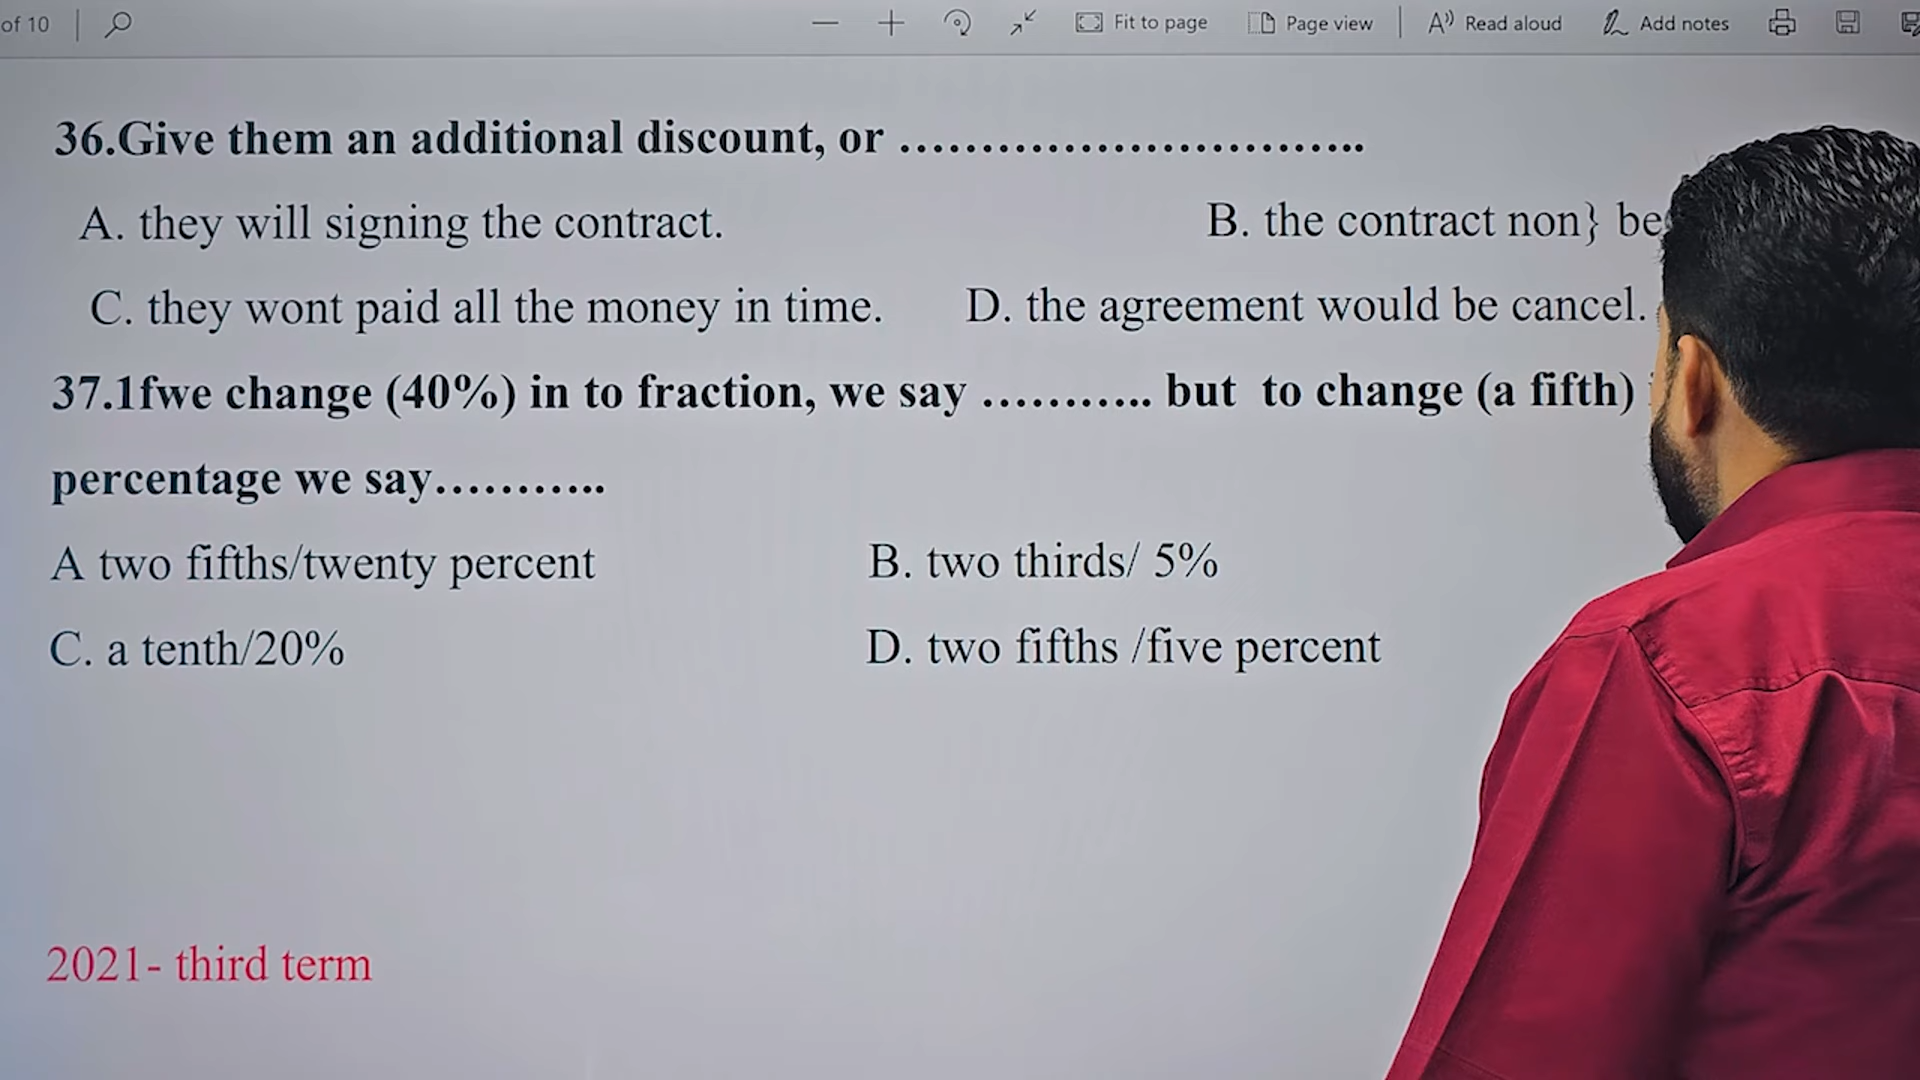 of 10 Fit to page Page view Read aloud Add notes
36.Give them an additional discount, or ..............................
A. they will signing the contract. B. the contract non} be
C. they wont paid all the money in time. D. the agreement would be cancel.
37.1fwe change (40%) in to fraction, we say ........... but to change (a fifth)
percentage we say...........
A two fifths/twenty percent B. two thirds/ 5%
C. a tenth/20% D. two fifths /five percent
2021- third term